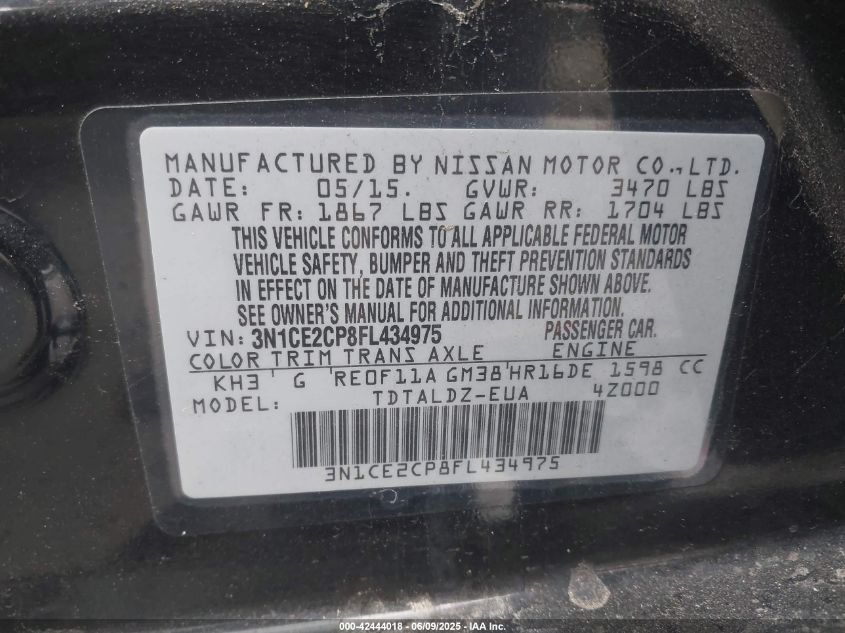 MANUFACTURED BY NISSAN MOTOR CO.,LTD.
DATE: 05/15. GVWR: 3470 LBS
GAWR FR: 1867 LBS GAWR RR: 1704 LBS
THIS VEHICLE CONFORMS TO ALL APPLICABLE FEDERAL MOTOR
VEHICLE SAFETY, BUMPER AND THEFT PREVENTION STANDARDS
IN EFFECT ON THE DATE OF MANUFACTURE SHOWN ABOVE.
SEE OWNER'S MANUAL FOR ADDITIONAL INFORMATION.
VIN: 3N1CE2CP8FL434975 PASSENGER CAR.
COLOR TRIM TRANS AXLE ENGINE
KH3 ' G 'RE0F11A GM38'HR16DE 1598 CC
MODEL: TDTALDZ-EUA 4Z000
3N1CE2CP8FL434975
000-42444018 - 06/09/2025 - IAA Inc.